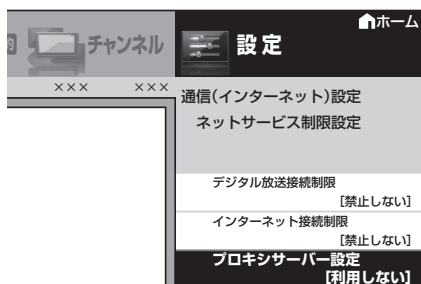 ホーム
的 チャンネル 設定
××× ×××
通信(インターネット)設定
ネットサービス制限設定
デジタル放送接続制限
[禁止しない]
インターネット接続制限
[禁止しない]
プロキシサーバー設定
[利用しない]